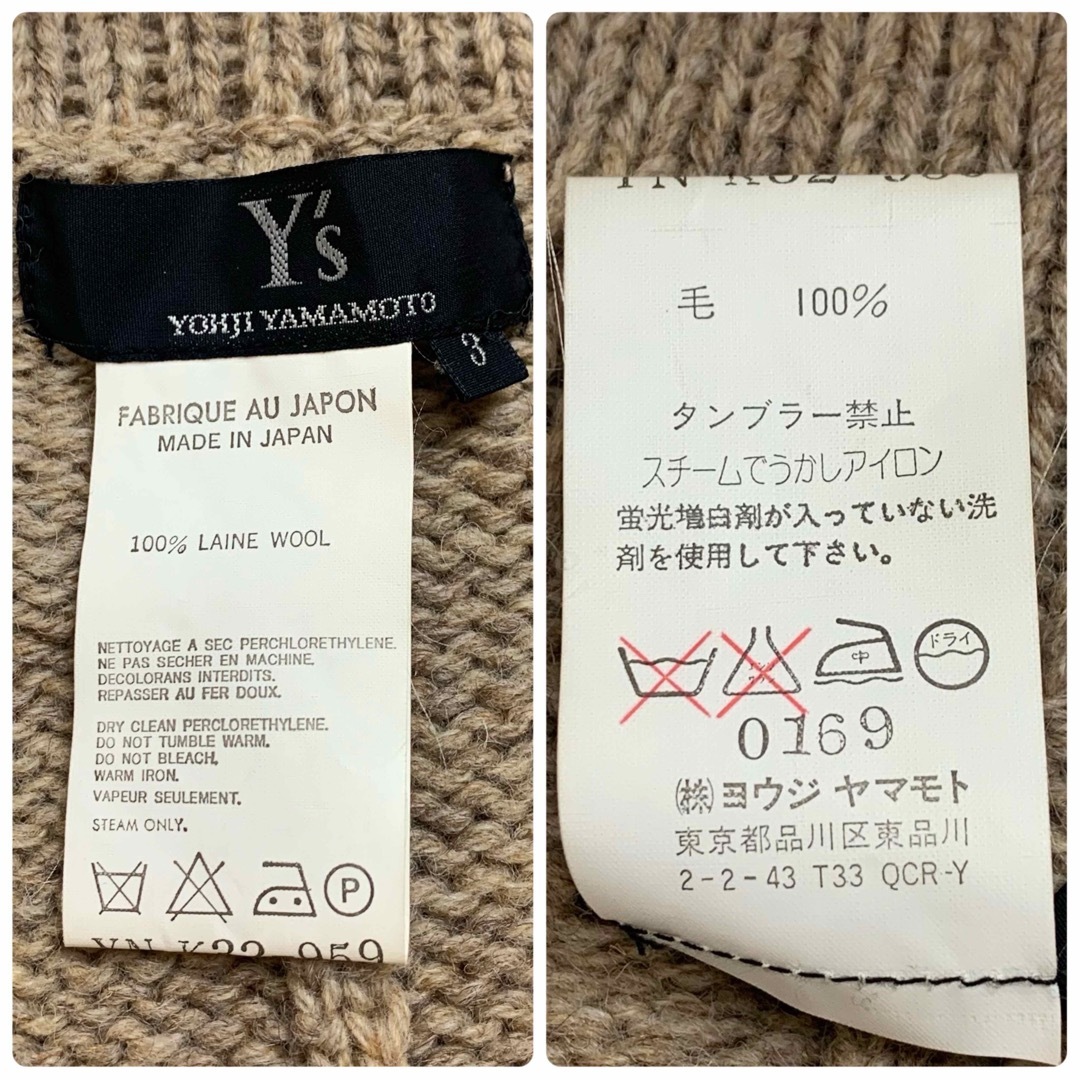 Y's
YOHJI YAMAMOTO
3
FABRIQUE AU JAPON
MADE IN JAPAN
100% LAINE WOOL
NETTOYAGE A SEC PERCHLORETHYLENE.
NE PAS SECHER EN MACHINE.
DECOLORANS INTERDITS.
REPASSER AU FER DOUX.
DRY CLEAN PERCLORETHYLENE.
DO NOT TUMBLE WARM.
DO NOT BLEACH.
WARM IRON.
VAPEUR SEULEMENT.
STEAM ONLY.
P
959
毛 100%
タンブラー禁止
スチームでうかしアイロン
蛍光増白剤が入っていない洗
剤を使用して下さい。
中 ドライ
0169
(株)ヨウジ ヤマモト
東京都品川区東品川
2-2-43 T33 QCR-Y